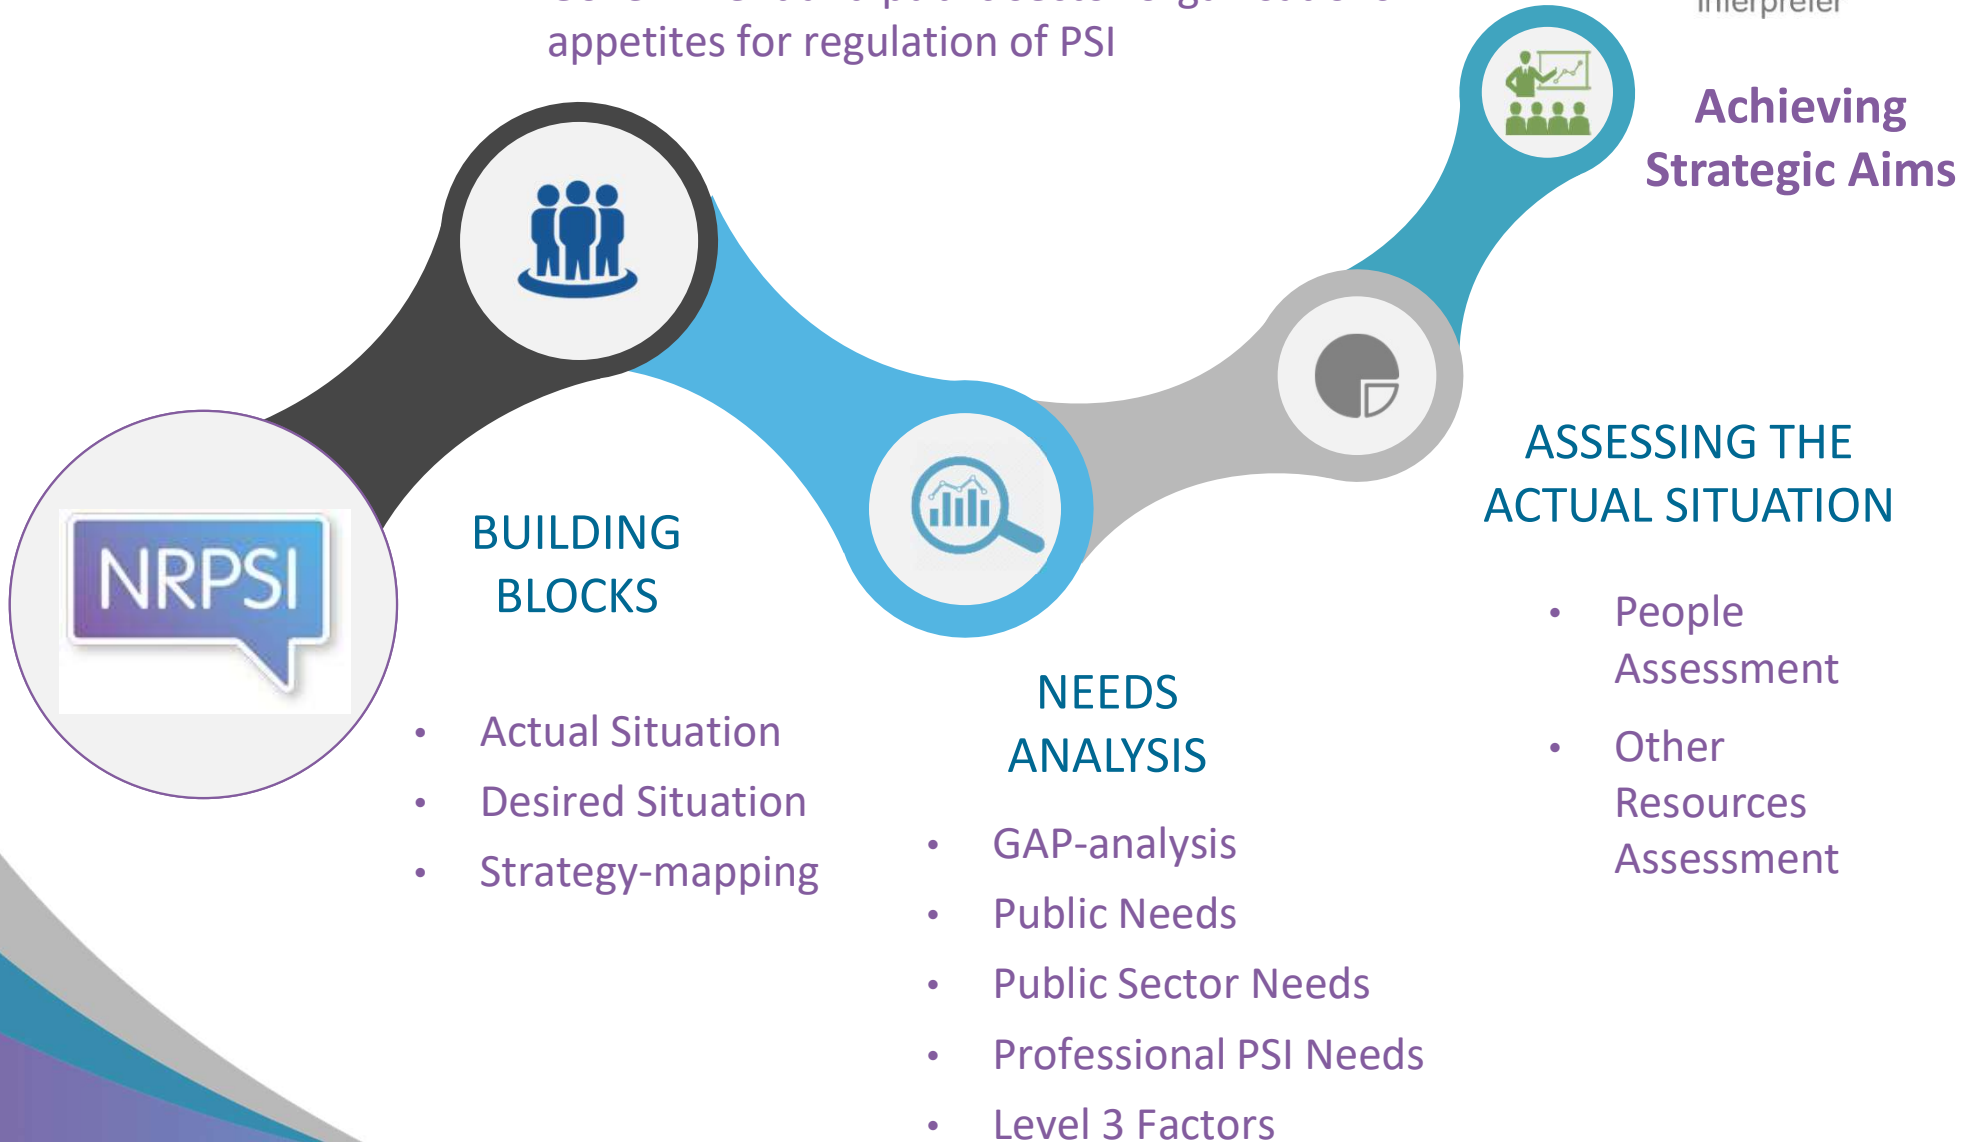 appetites for regulation of PSI
Interpreter
Achieving
Strategic Aims
NRPSI
BUILDING
BLOCKS
• Actual Situation
• Desired Situation
• Strategy-mapping
NEEDS
ANALYSIS
• GAP-analysis
• Public Needs
• Public Sector Needs
• Professional PSI Needs
• Level 3 Factors
ASSESSING THE
ACTUAL SITUATION
• People
Assessment
• Other
Resources
Assessment